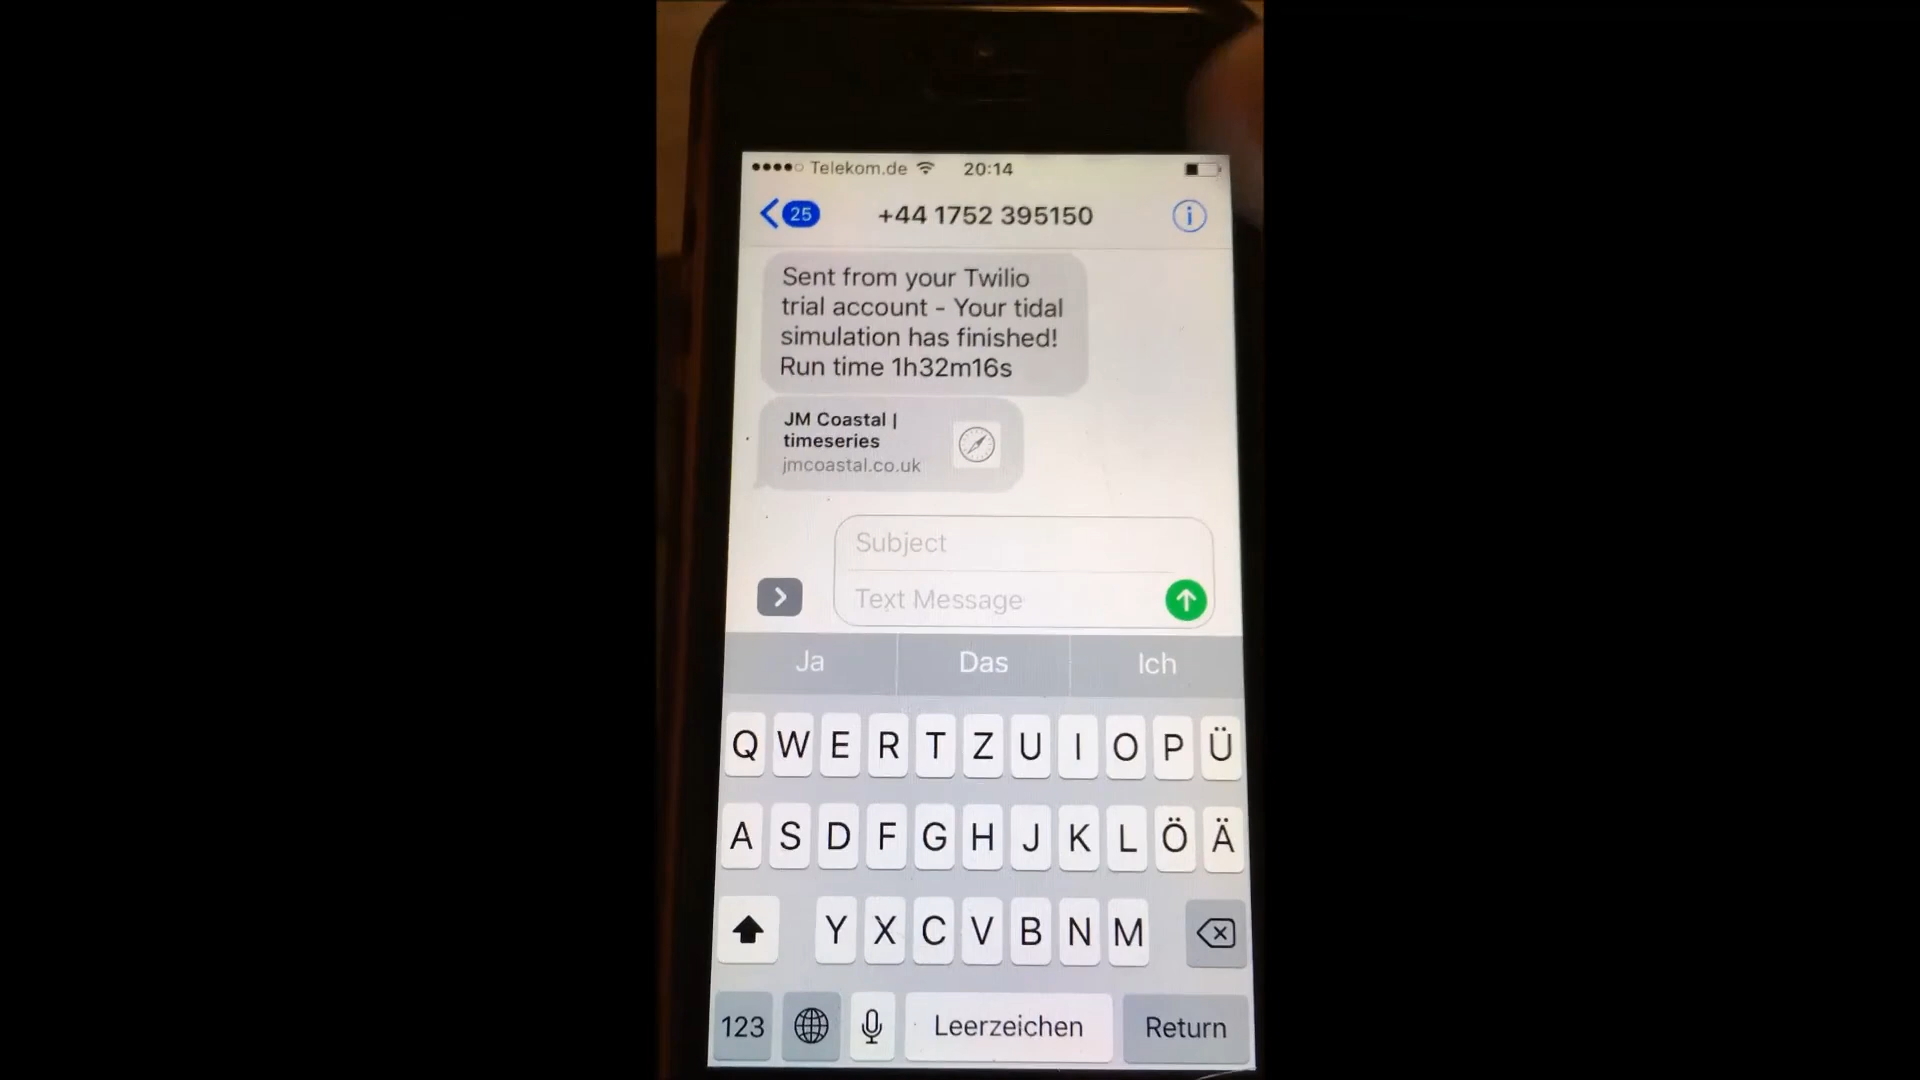 Telekom.de 20:14
25 +44 1752 395150
Sent from your Twilio
trial account - Your tidal
simulation has finished!
Run time 1h32m16s
JM Coastal |
timeseries
jmcoastal.co.uk
Subject
Text Message
Ja Das Ich
Q W E R T Z U I O P Ü
A S D F G H J K L Ö Ä
Y X C V B N M
123 Leerzeichen Return